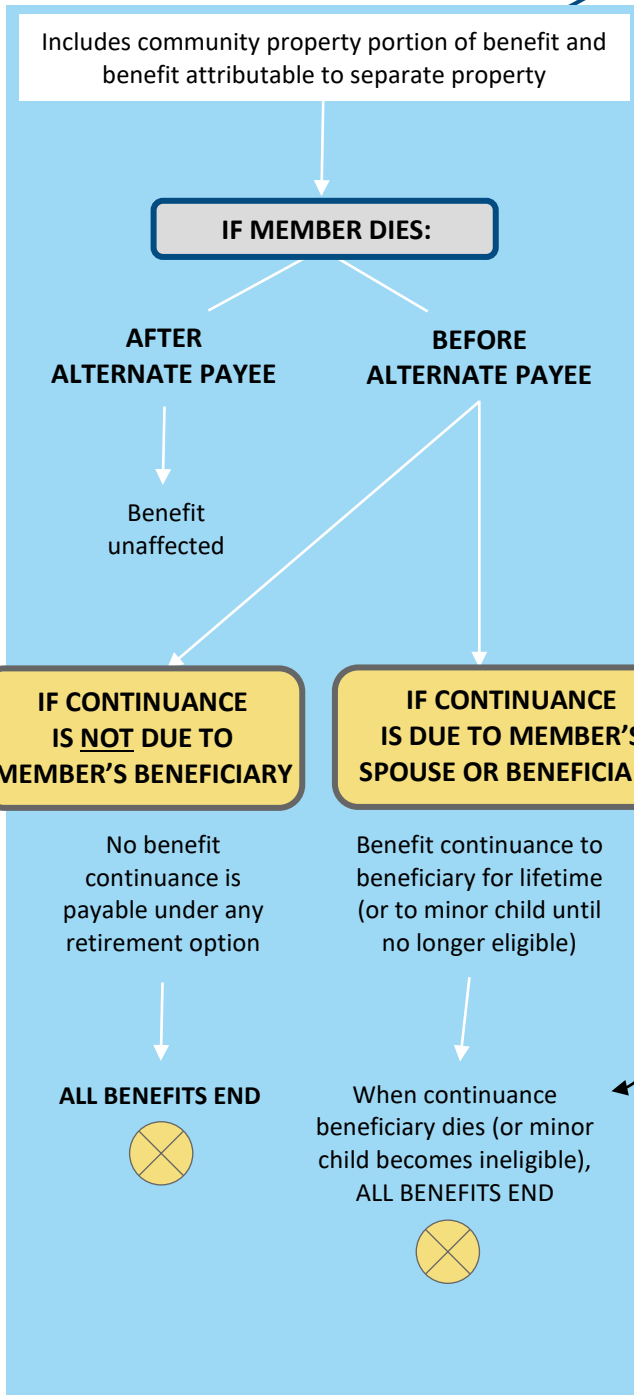 Includes community property portion of benefit and
benefit attributable to separate property
IF MEMBER DIES:
AFTER
ALTERNATE PAYEE
BEFORE
ALTERNATE PAYEE
Benefit
unaffected
IF CONTINUANCE
IS NOT DUE TO
MEMBER’S BENEFICIARY
IF CONTINUANCE
IS DUE TO MEMBER’S
SPOUSE OR BENEFICIA
No benefit
continuance is
payable under any
retirement option
Benefit continuance to
beneficiary for lifetime
(or to minor child until
no longer eligible)
ALL BENEFITS END
When continuance
beneficiary dies (or minor
child becomes ineligible),
ALL BENEFITS END